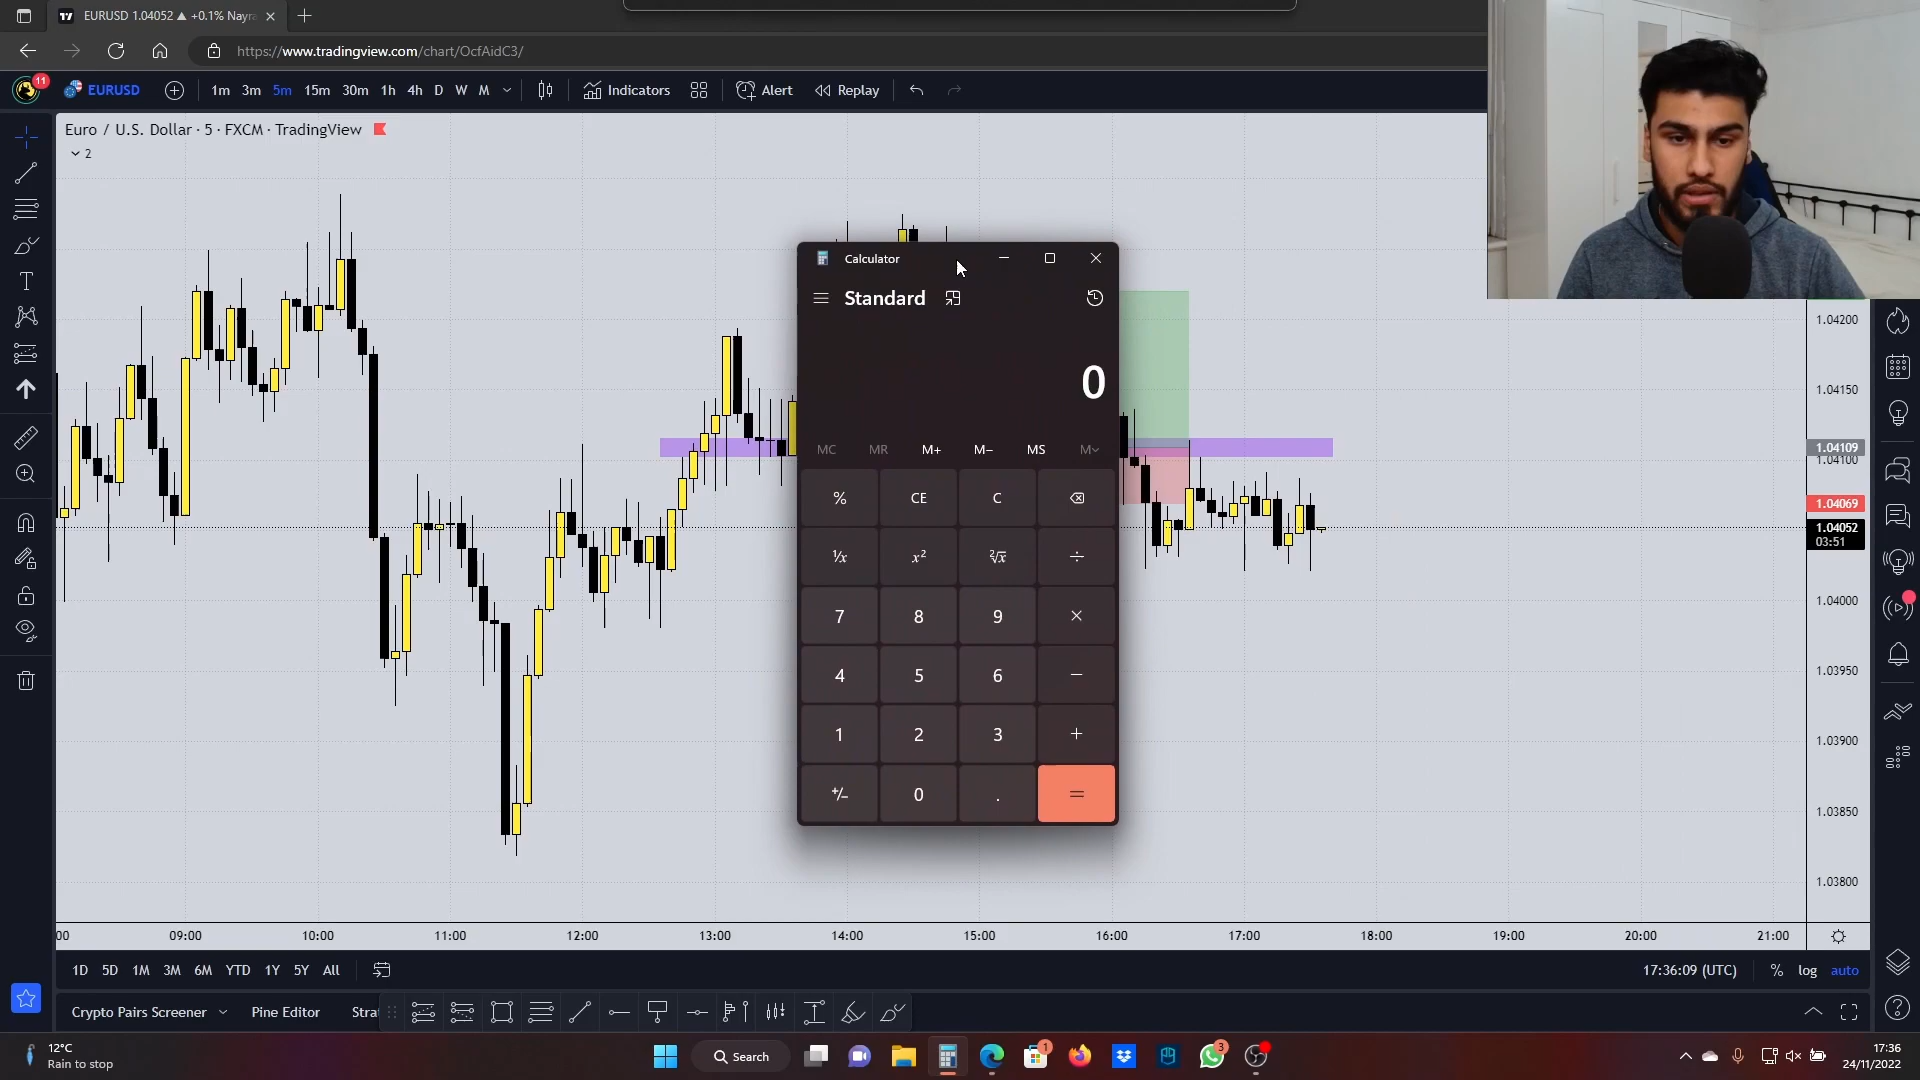 EURUSD 1.04052 ▲ +0.1% Nayra
https://www.tradingview.com/chart/OcfAidC3/
11
EURUSD
1m 3m 5m 15m 30m 1h 4h D W M
Indicators
Alert
Replay
Euro / U.S. Dollar · 5 · FXCM · TradingView
2
Calculator
Standard
0
MC MR M+ M− MS M
% CE C
¹/x x² ²√x ÷
7 8 9 ×
4 5 6 −
1 2 3 +
+/− 0 . =
1.04200
1.04150
1.04109
1.04100
1.04069
1.04052
03:51
1.04000
1.03950
1.03900
1.03850
1.03800
:00 09:00 10:00 11:00 12:00 13:00 14:00 15:00 16:00 17:00 18:00 19:00 20:00 21:00
1D 5D 1M 3M 6M YTD 1Y 5Y All
17:36:09 (UTC) % log auto
Crypto Pairs Screener Pine Editor Strat
12°C
Rain to stop
Search
1
3
17:36
24/11/2022